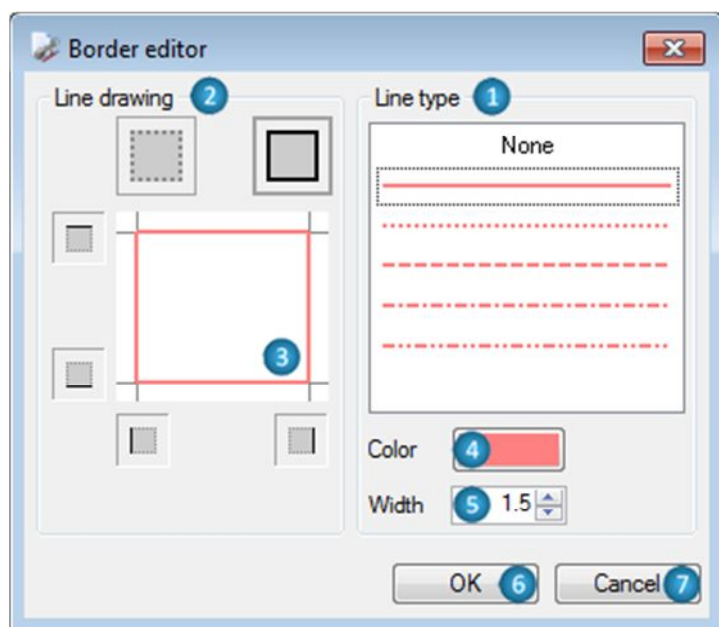 Border editor
Line drawing 2
Line type 1
None
3
Color 4
Width 5 1.5
OK 6
Cancel 7